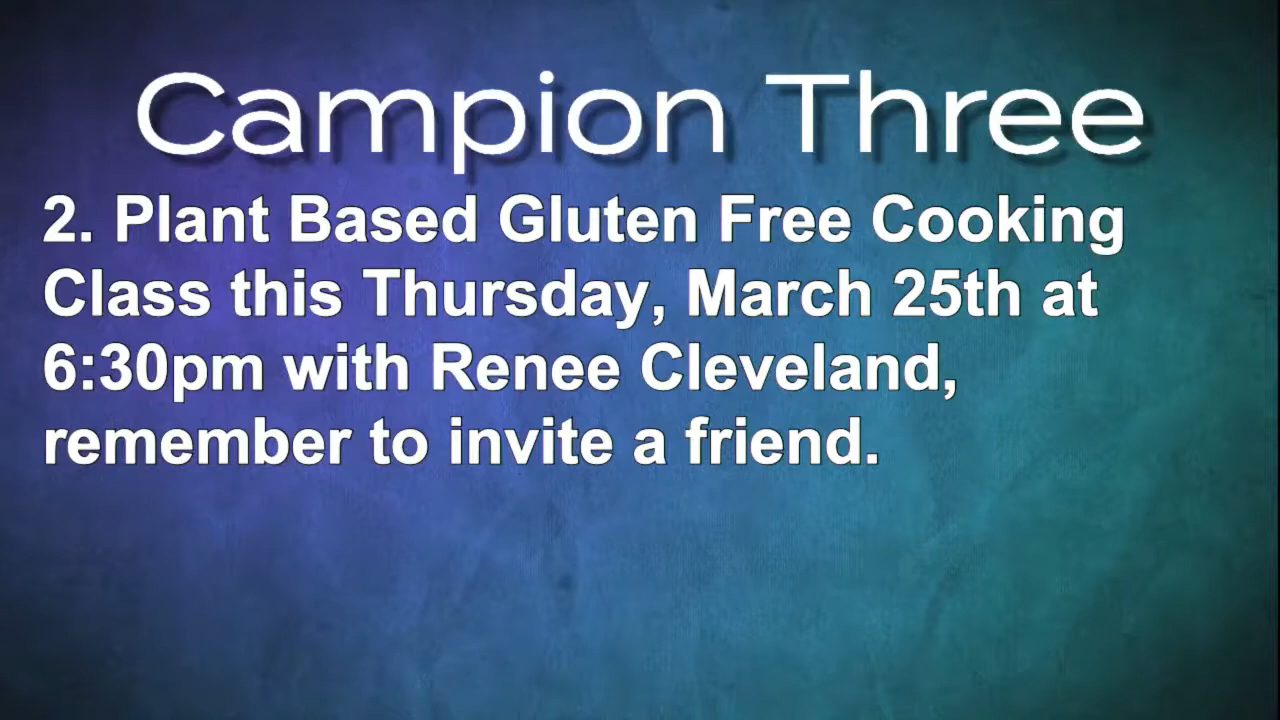 Campion Three
2. Plant Based Gluten Free Cooking
Class this Thursday, March 25th at
6:30pm with Renee Cleveland,
remember to invite a friend.